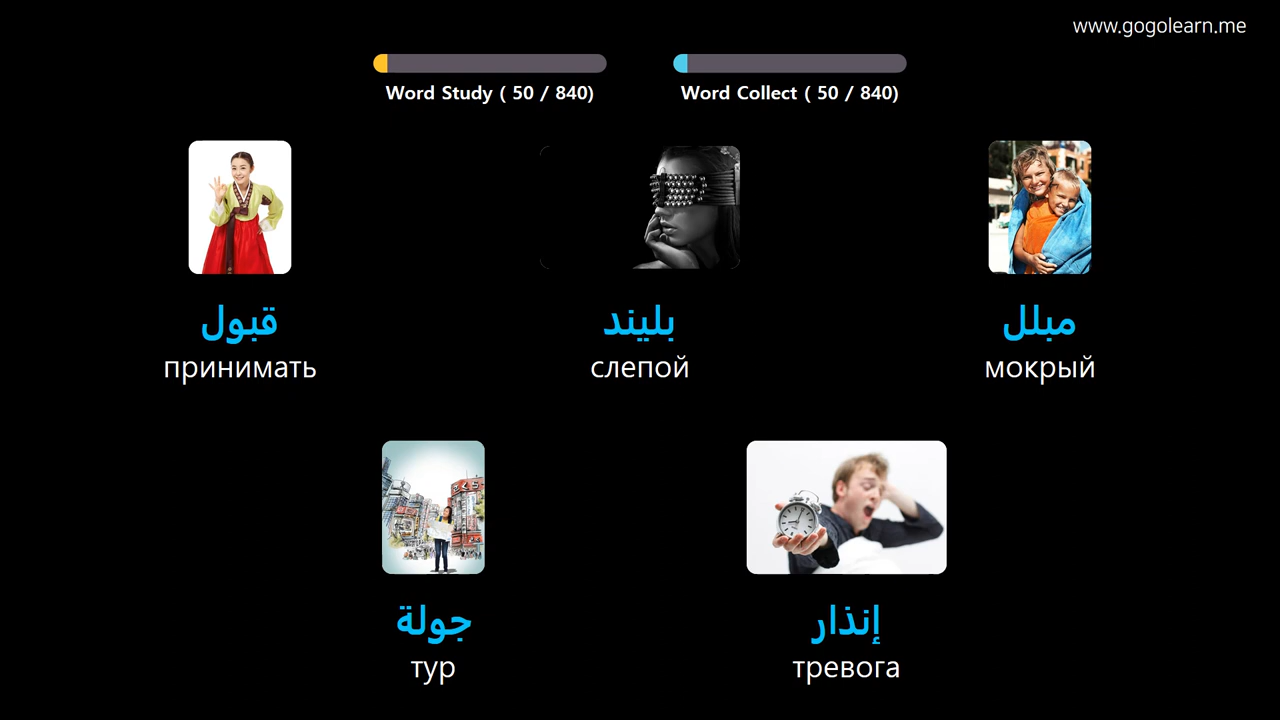 www.gogolearn.me
Word Study ( 50 / 840)
Word Collect ( 50 / 840)
قبول
принимать
بليند
слепой
مبلل
мокрый
جولة
тур
إنذار
тревога